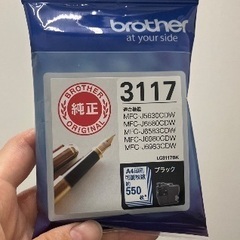 brother
at your side
BROTHER
純正
ORIGINAL
3117
MFC-J5630CDW
MFC-J6580CDW
MFC-J6583CDW
MFC-J6980CDW
MFC-J6983CDW
ブラック
550
LC3117BK